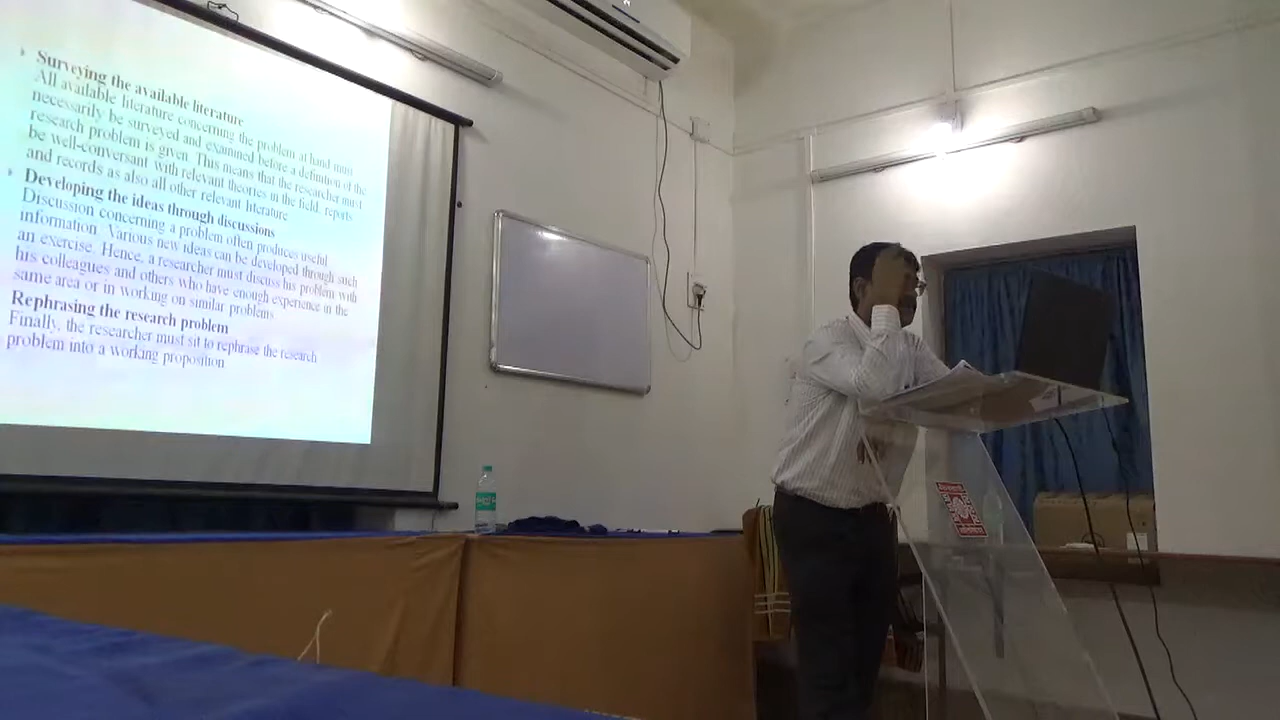 Surveying the available literature
All available literature concerning the problem at hand must
necessarily be surveyed and examined before a definition of the
research problem is given. This means that the researcher must
be well-conversant with relevant theories in the field, reports
and records as also all other relevant literature
Developing the ideas through discussions
Discussion concerning a problem often produces useful
information. Various new ideas can be developed through such
an exercise. Hence, a researcher must discuss his problem with
his colleagues and others who have enough experience in the
same area or in working on similar problems.
Rephrasing the research problem
Finally, the researcher must sit to rephrase the research
problem into a working proposition